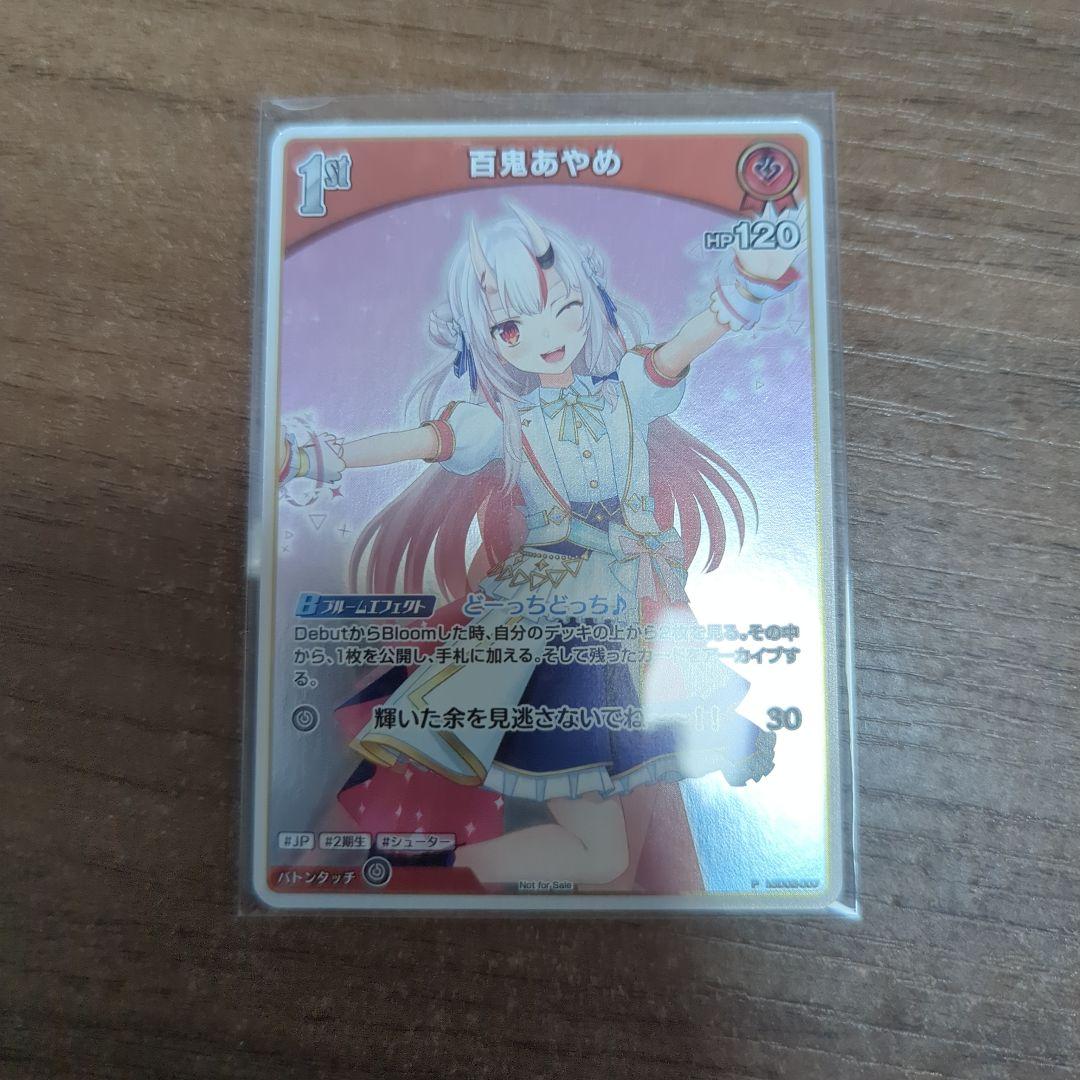 1st
百鬼あやめ
HP120
Bブルームエフェクト どーっちどっち♪
DebutからBloomした時、自分のデッキの上から2枚を見る。その中
から、1枚を公開し、手札に加える。そして残ったカードをアーカイブす
る。
輝いた余を見逃さないでね 30
#JP #2期生 #シューター
バトンタッチ
Not for Sale
P